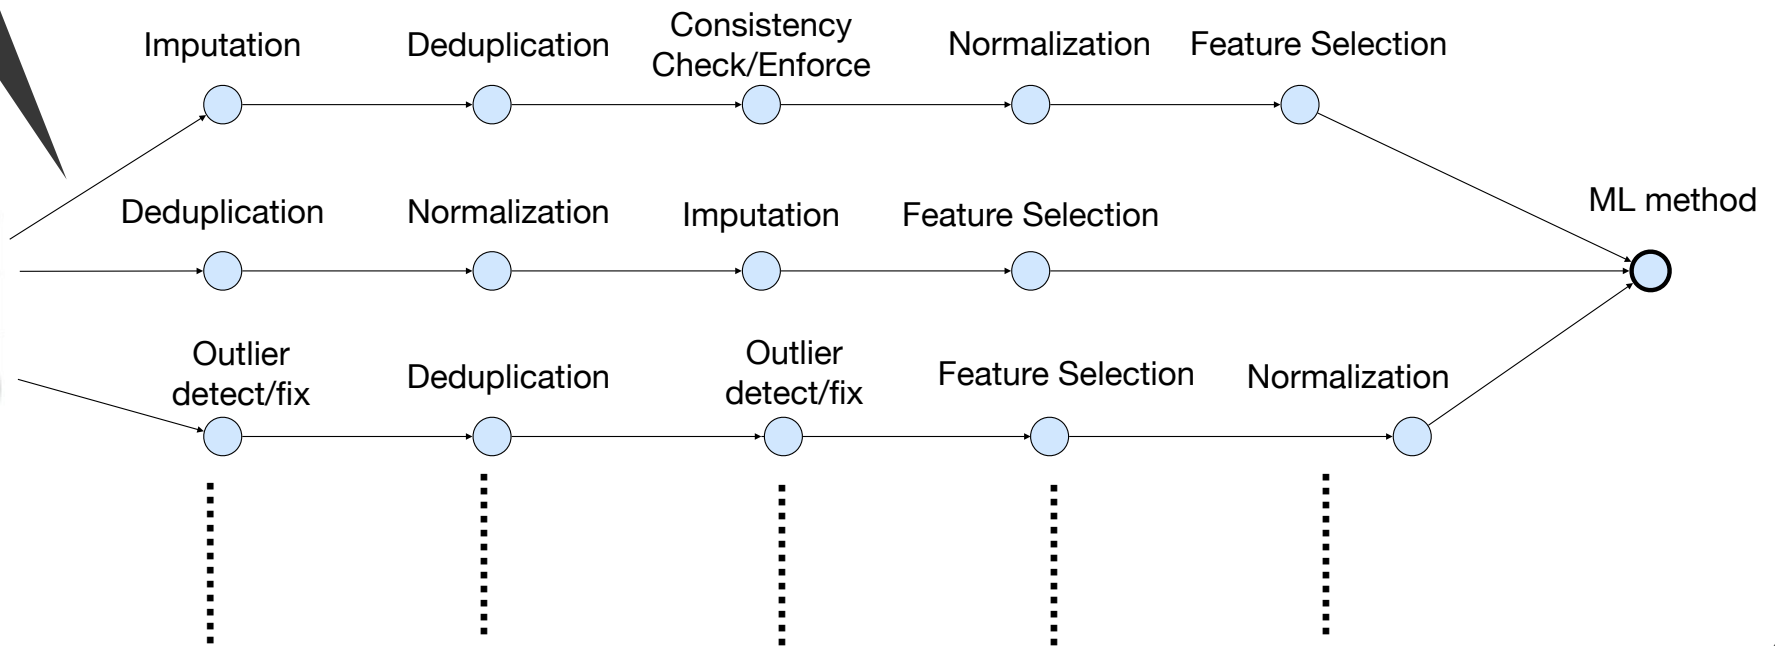 Imputation
Deduplication
Consistency
Check/Enforce
Normalization
Feature Selection
Deduplication
Normalization
Imputation
Feature Selection
ML method
Outlier
detect/fix
Deduplication
Outlier
detect/fix
Feature Selection
Normalization